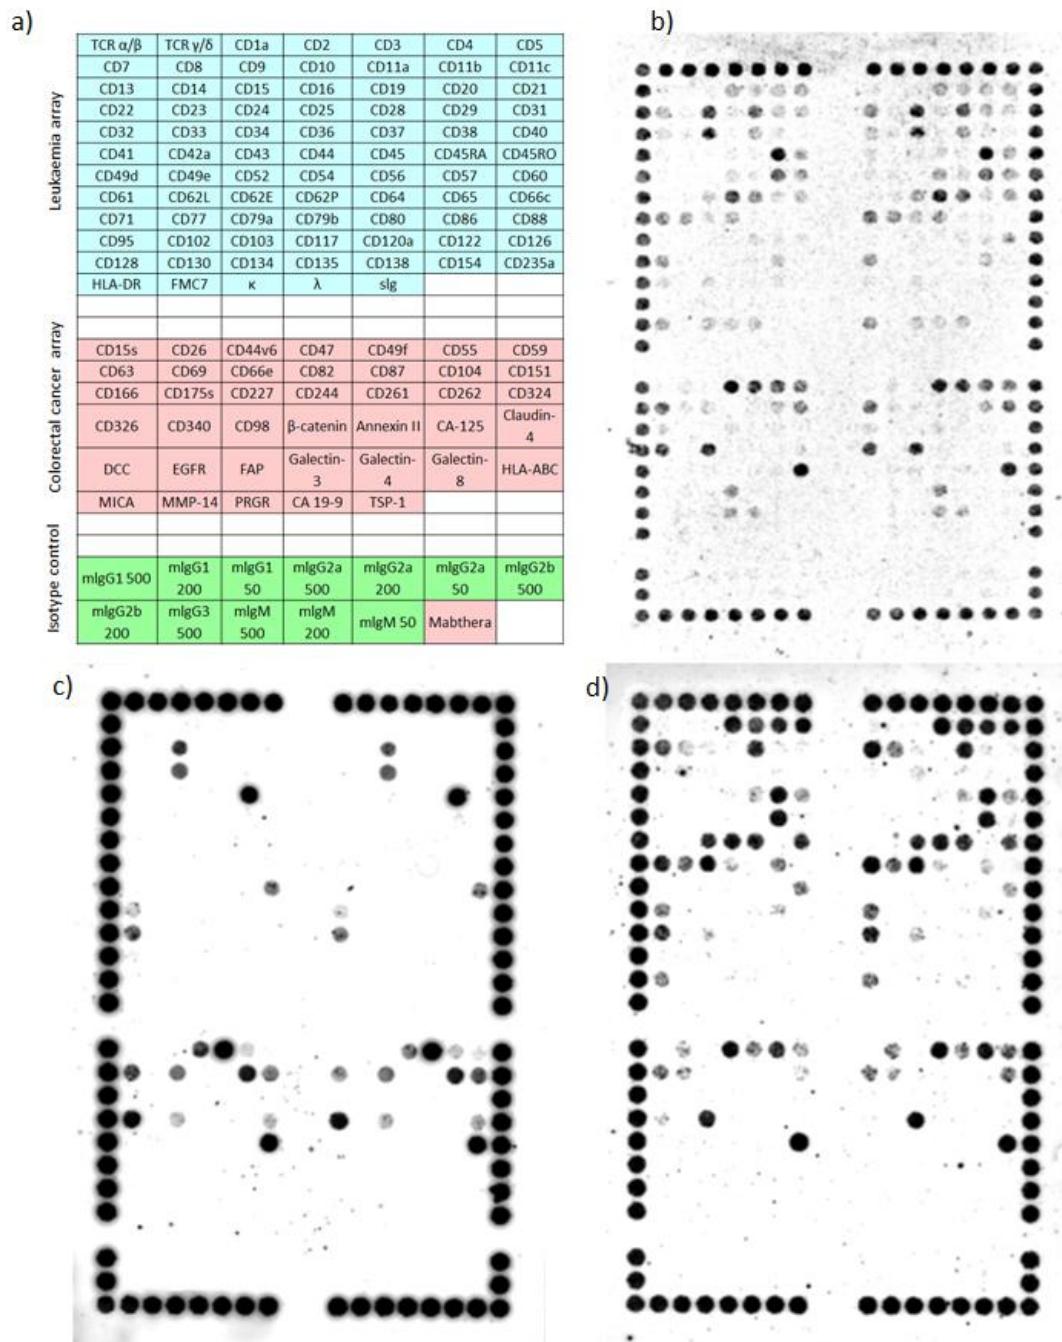 a)
b)
Leukaemia array
TCR α/β TCR γ/δ CD1a CD2 CD3 CD4 CD5
CD7 CD8 CD9 CD10 CD11a CD11b CD11c
CD13 CD14 CD15 CD16 CD19 CD20 CD21
CD22 CD23 CD24 CD25 CD28 CD29 CD31
CD32 CD33 CD34 CD36 CD37 CD38 CD40
CD41 CD42a CD43 CD44 CD45 CD45RA CD45RO
CD49d CD49e CD52 CD54 CD56 CD57 CD60
CD61 CD62L CD62E CD62P CD64 CD65 CD66c
CD71 CD77 CD79a CD79b CD80 CD86 CD88
CD95 CD102 CD103 CD117 CD120a CD122 CD126
CD128 CD130 CD134 CD135 CD138 CD154 CD235a
HLA-DR FMC7 κ λ sIg
Colorectal cancer array
CD15s CD26 CD44v6 CD47 CD49f CD55 CD59
CD63 CD69 CD66e CD82 CD87 CD104 CD151
CD166 CD175s CD227 CD244 CD261 CD262 CD324
CD326 CD340 CD98 β-catenin Annexin II CA-125 Claudin-4
DCC EGFR FAP Galectin-3 Galectin-4 Galectin-8 HLA-ABC
MICA MMP-14 PRGR CA 19-9 TSP-1
Isotype control
mIgG1 500 mIgG1 200 mIgG1 50 mIgG2a 500 mIgG2a 200 mIgG2a 50 mIgG2b 500
mIgG2b 200 mIgG3 500 mIgM 500 mIgM 200 mIgM 50 Mabthera
c)
d)